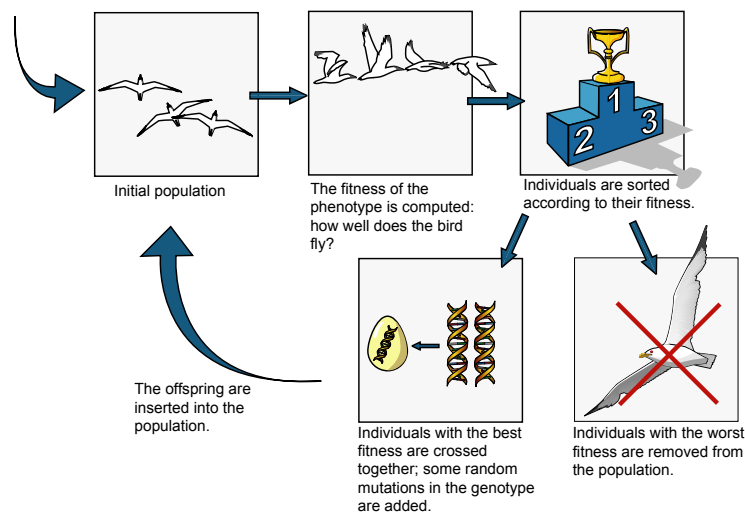 Initial population
The fitness of the
phenotype is computed:
how well does the bird
fly?
1
2
3
Individuals are sorted
according to their fitness.
The offspring are
inserted into the
population.
Individuals with the best
fitness are crossed
together; some random
mutations in the genotype
are added.
Individuals with the worst
fitness are removed from
the population.